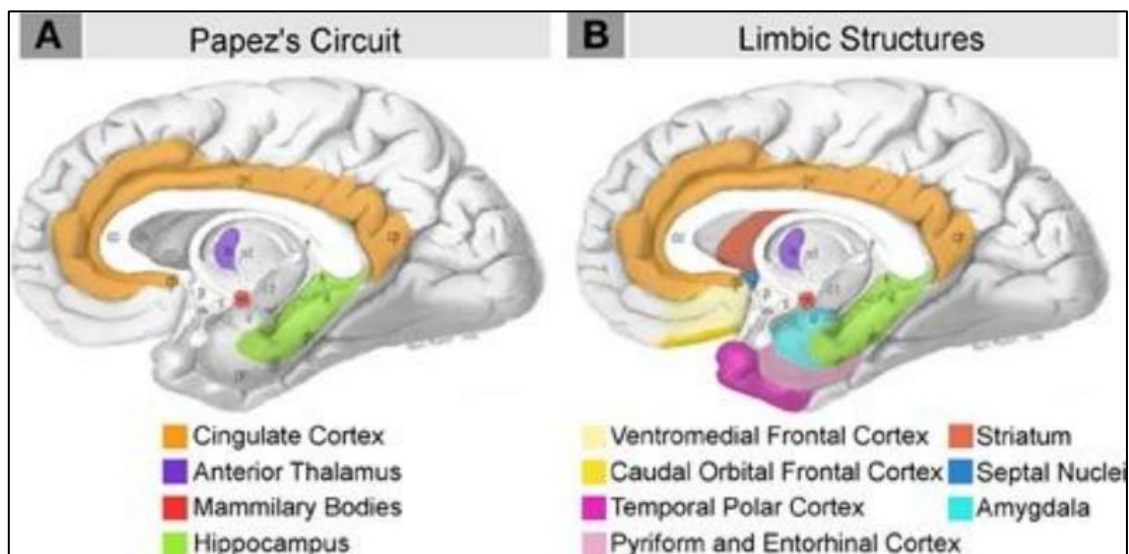 A Papez's Circuit
B Limbic Structures
Cingulate Cortex
Anterior Thalamus
Mammilary Bodies
Hippocampus
Ventromedial Frontal Cortex
Caudal Orbital Frontal Cortex
Temporal Polar Cortex
Pyriform and Entorhinal Cortex
Striatum
Septal Nuclei
Amygdala